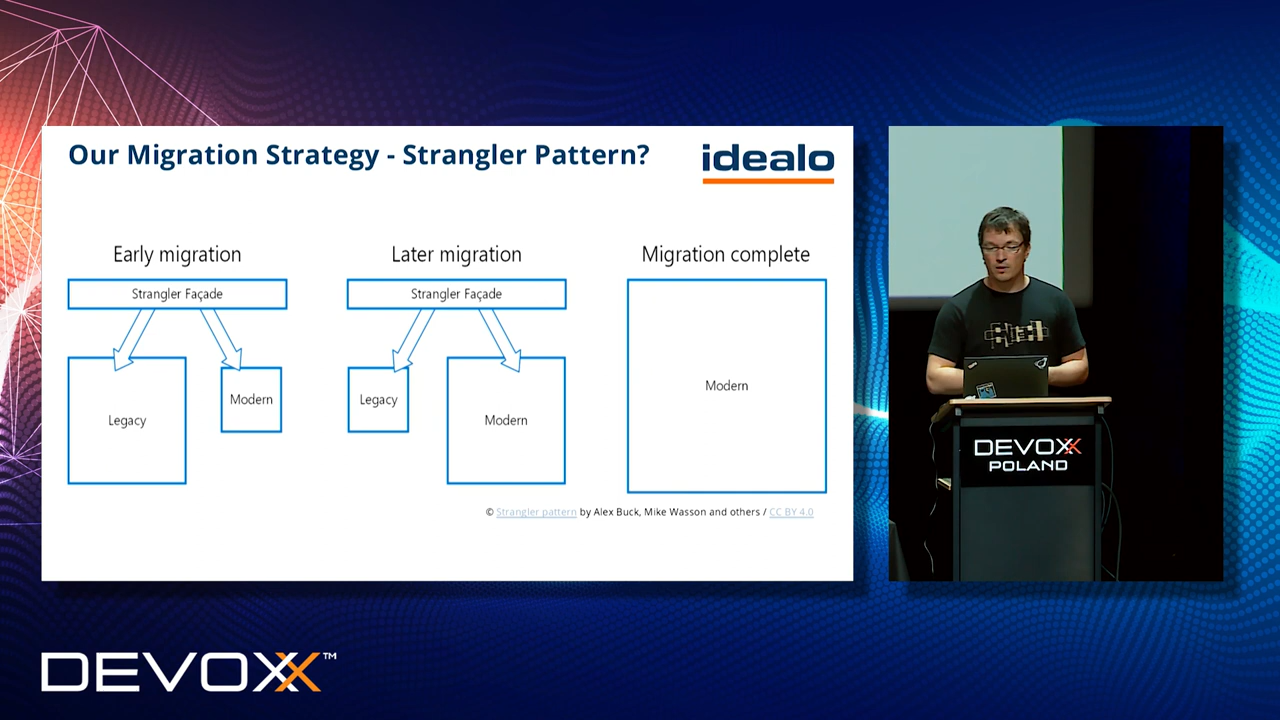 Our Migration Strategy - Strangler Pattern?
idealo
Early migration
Later migration
Migration complete
Strangler Façade
Strangler Façade
Legacy
Modern
Legacy
Modern
Modern
© Strangler pattern by Alex Buck, Mike Wasson and others / CC BY 4.0
DEVOXX
POLAND
DEVOXX™